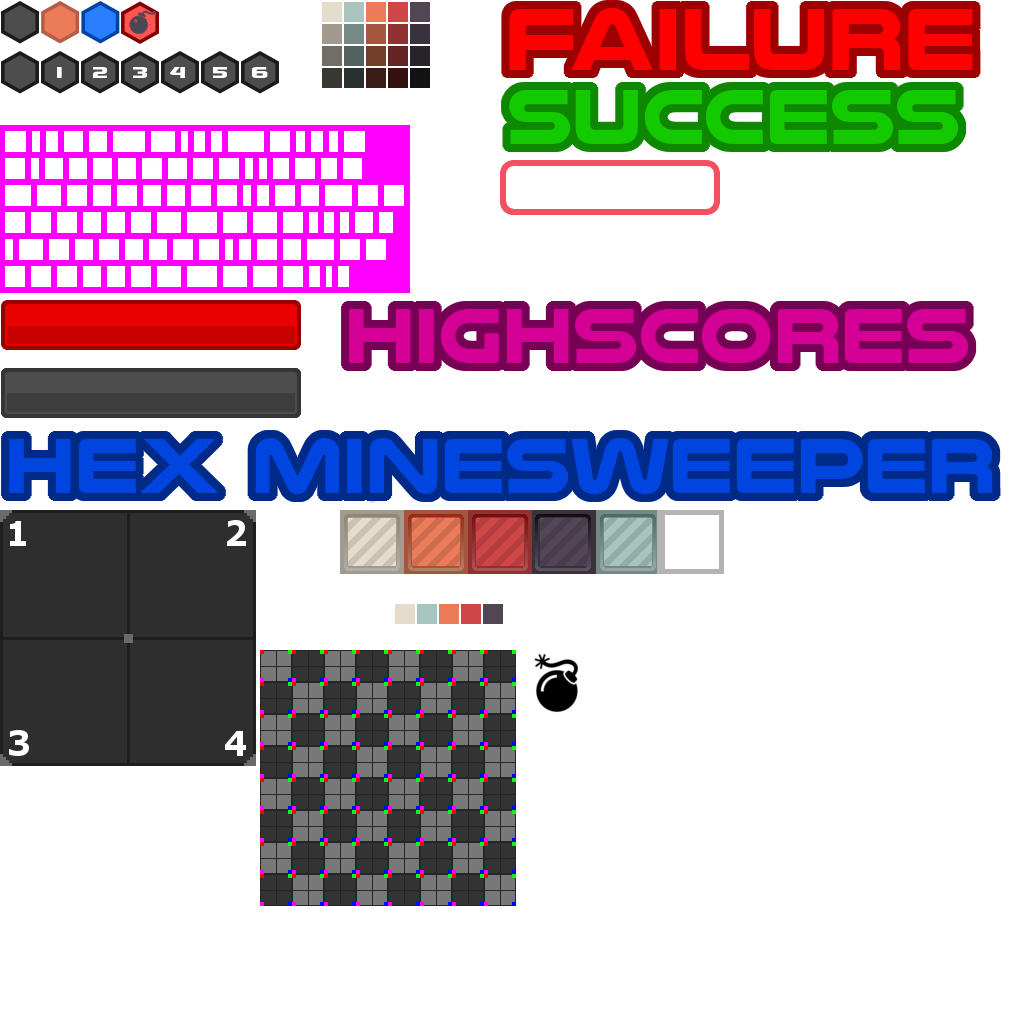 1 2 3 4 5 6
FAILURE
SUCCESS
HIGHSCORES
HEX MINESWEEPER
1 2
3 4